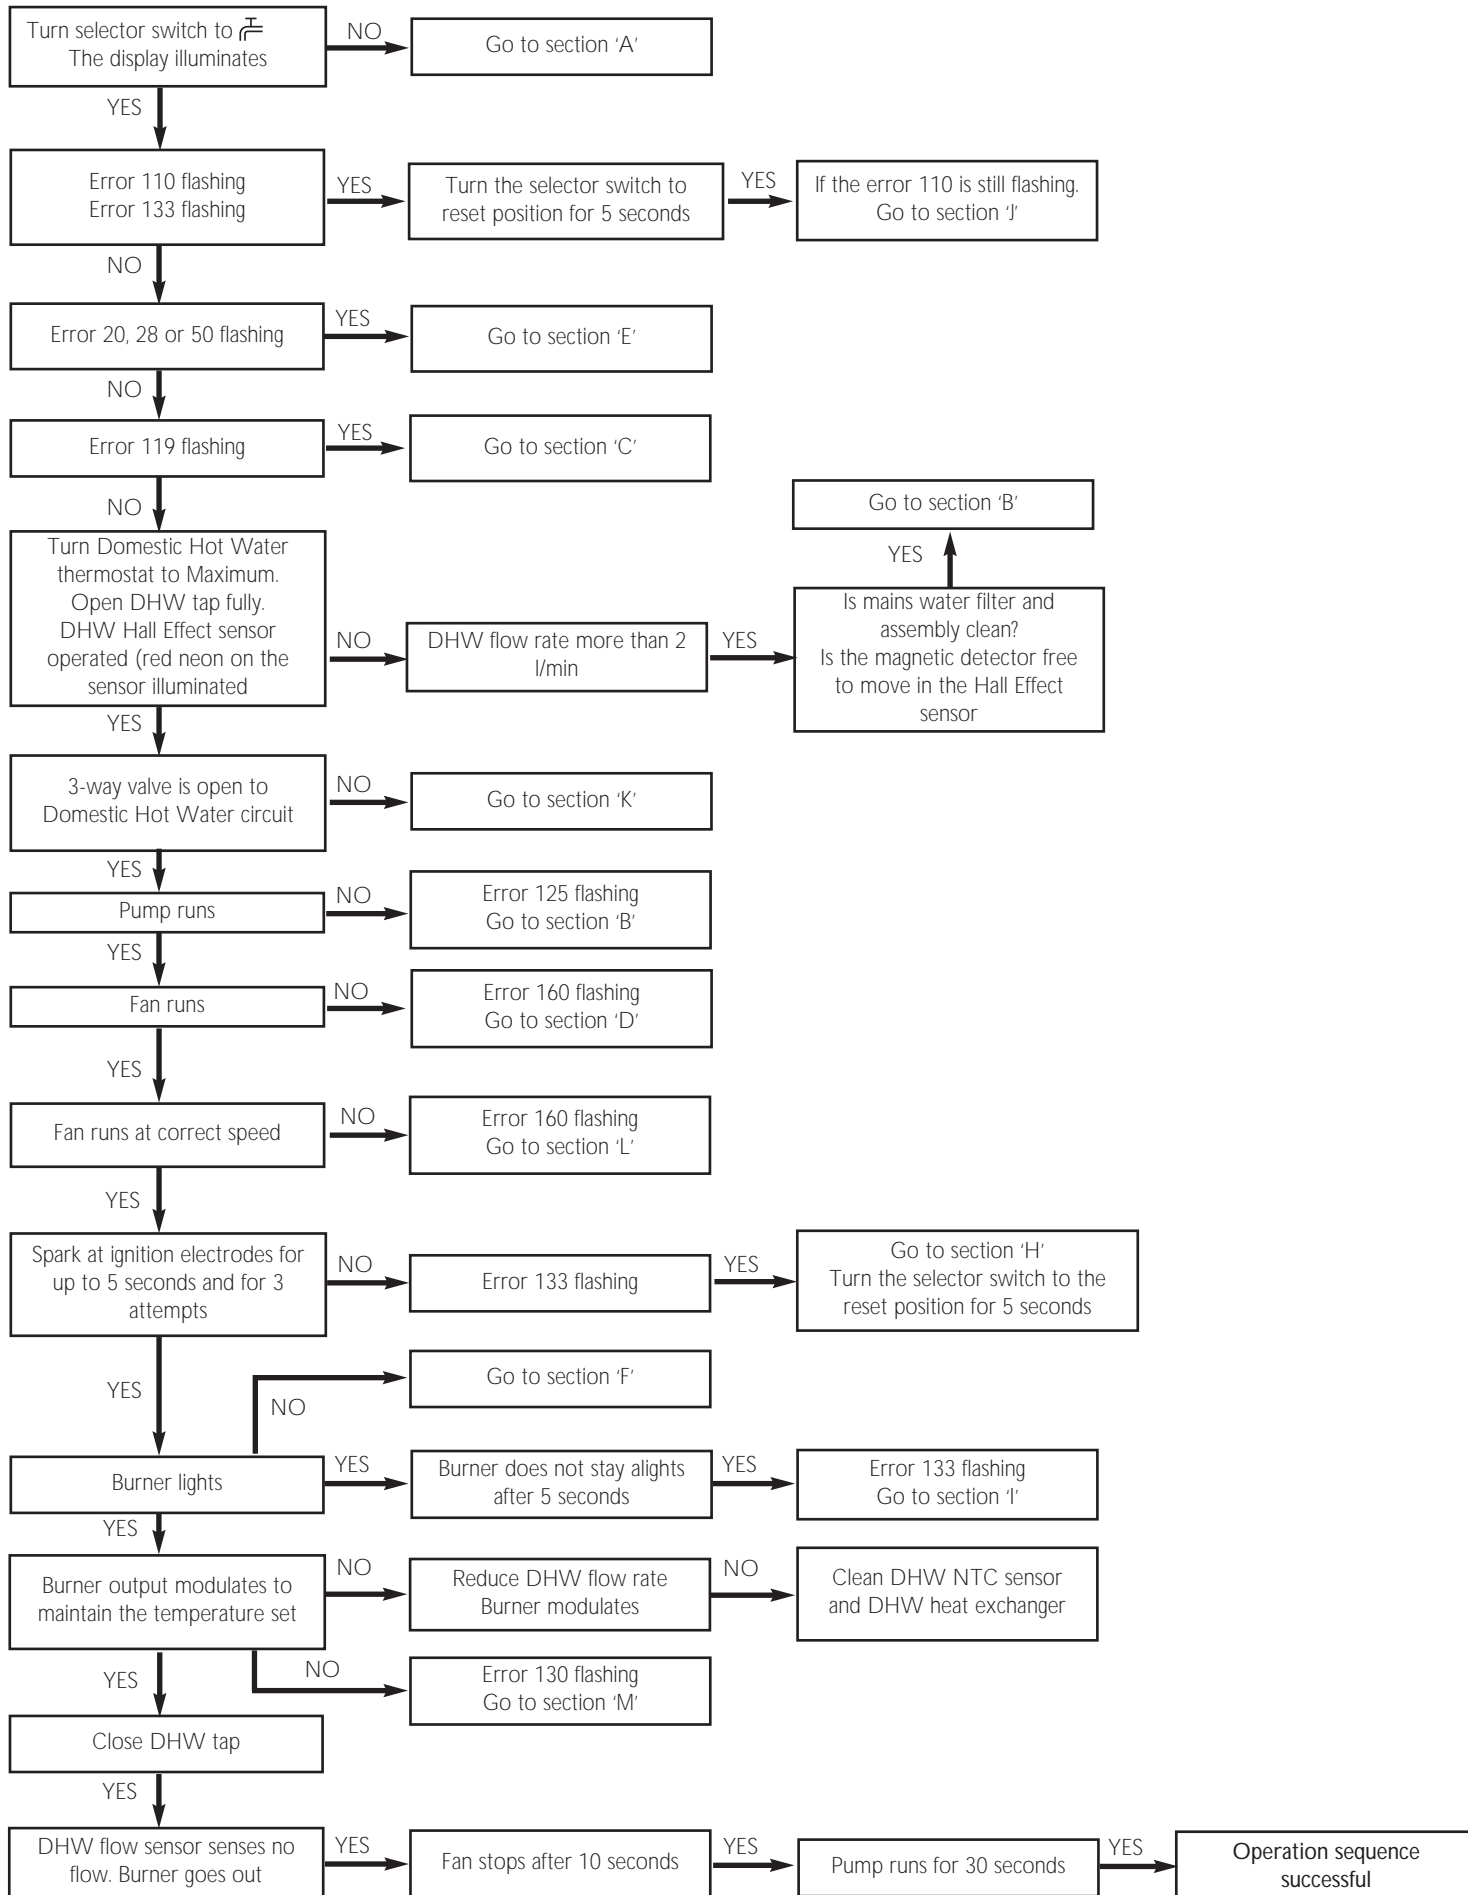 Turn selector switch to
The display illuminates
NO
Go to section ‘A’
YES
Error 110 flashing
Error 133 flashing
YES
Turn the selector switch to
reset position for 5 seconds
YES
If the error 110 is still flashing.
Go to section ‘J’
NO
Error 20, 28 or 50 flashing
YES
Go to section ‘E’
NO
Error 119 flashing
YES
Go to section ‘C’
NO
Turn Domestic Hot Water
thermostat to Maximum.
Open DHW tap fully.
DHW Hall Effect sensor
operated (red neon on the
sensor illuminated
NO
DHW flow rate more than 2
l/min
YES
Is mains water filter and
assembly clean?
Is the magnetic detector free
to move in the Hall Effect
sensor
YES
Go to section ‘B’
YES
3-way valve is open to
Domestic Hot Water circuit
NO
Go to section ‘K’
YES
Pump runs
NO
Error 125 flashing
Go to section ‘B’
YES
Fan runs
NO
Error 160 flashing
Go to section ‘D’
YES
Fan runs at correct speed
NO
Error 160 flashing
Go to section ‘L’
YES
Spark at ignition electrodes for
up to 5 seconds and for 3
attempts
NO
Error 133 flashing
YES
Go to section ‘H’
Turn the selector switch to the
reset position for 5 seconds
YES
NO
Go to section ‘F’
Burner lights
YES
Burner does not stay alights
after 5 seconds
YES
Error 133 flashing
Go to section ‘I’
YES
Burner output modulates to
maintain the temperature set
NO
Reduce DHW flow rate
Burner modulates
NO
Clean DHW NTC sensor
and DHW heat exchanger
NO
Error 130 flashing
Go to section ‘M’
YES
Close DHW tap
YES
DHW flow sensor senses no
flow. Burner goes out
YES
Fan stops after 10 seconds
YES
Pump runs for 30 seconds
YES
Operation sequence
successful